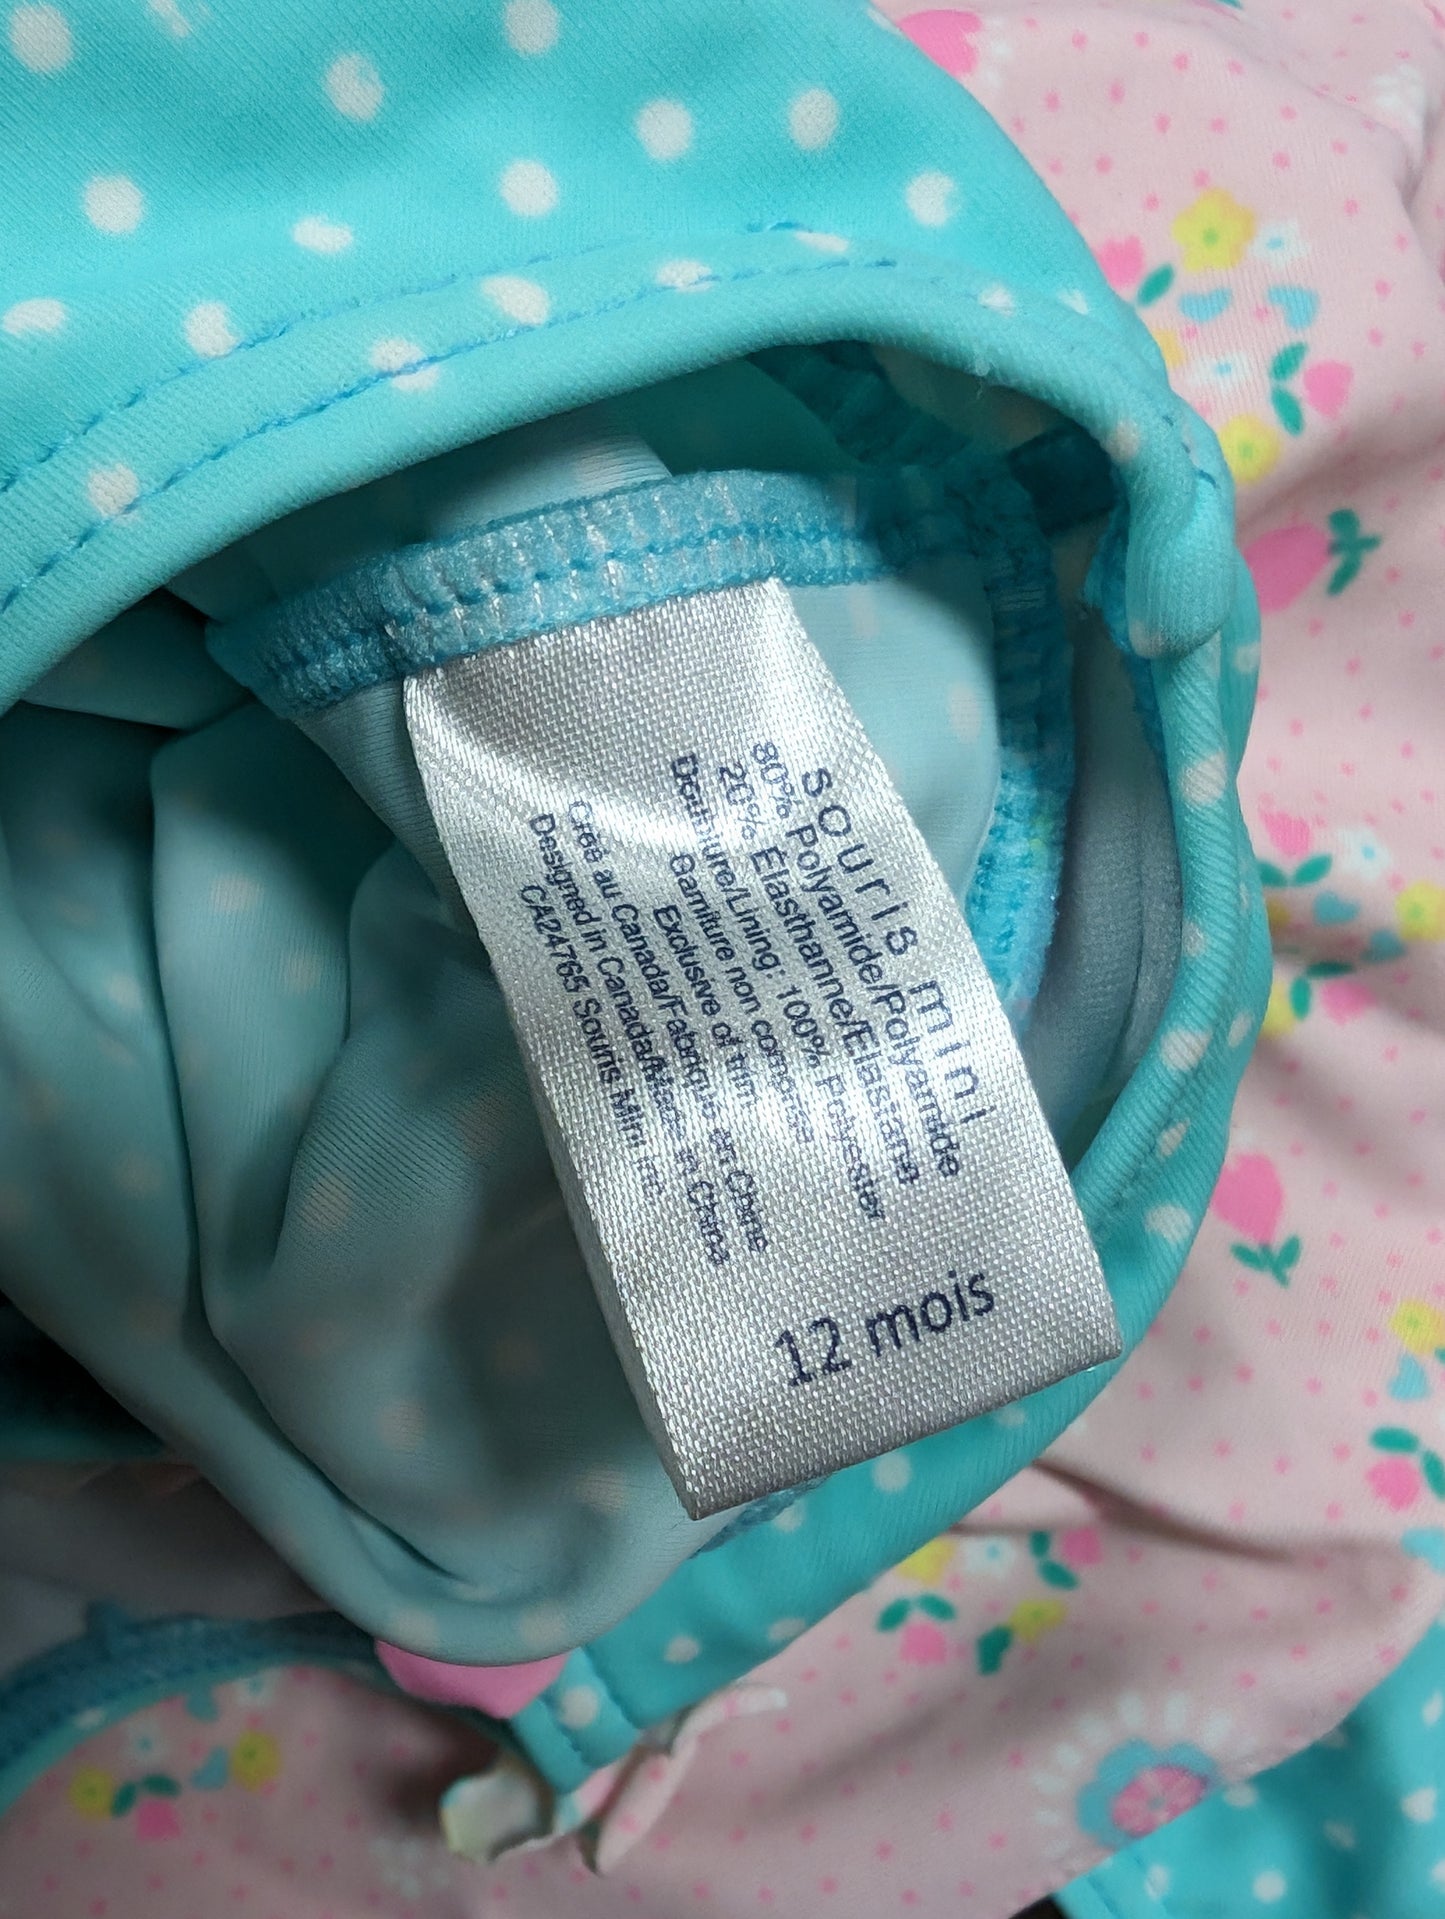 souris mini
80% Polyamide/Polyamide
20% Élasthanne/Elastane
Doublure/Lining: 100% Polyester
Garniture non comprise
Exclusive of trim
Créé au Canada/Fabriqué en Chine
Designed in Canada/Made in China
CA24765 Souris Mini inc.
12 mois